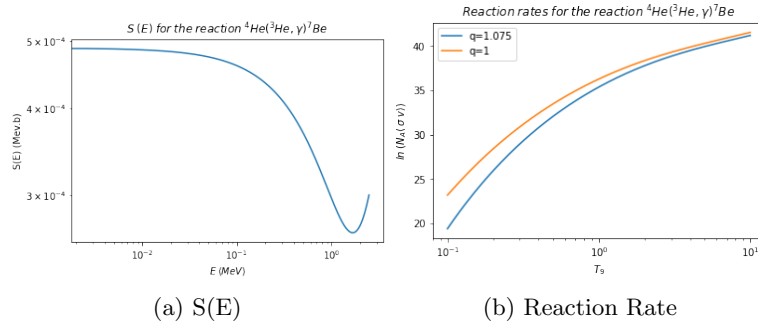 S (E) for the reaction ⁴He(³He, γ)⁷Be
5 × 10⁻⁴
4 × 10⁻⁴
3 × 10⁻⁴
S(E) (Mev.b)
10⁻² 10⁻¹ 10⁰
E (MeV)
(a) S(E)
Reaction rates for the reaction ⁴He(³He, γ)⁷Be
q=1.075
q=1
40
35
30
25
20
ln (N_A⟨ σ v⟩)
10⁻¹ 10⁰ 10¹
T₉
(b) Reaction Rate